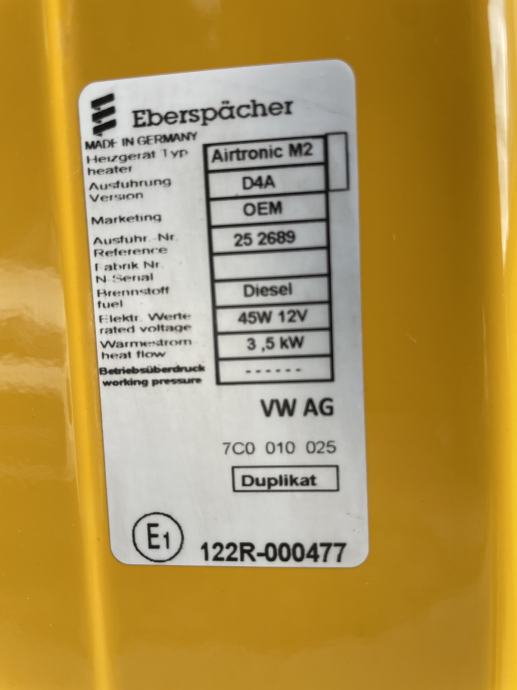 Eberspächer
MADE IN GERMANY
Heizgerät Typ
heater
Airtronic M2
Ausführung
Version
D4A
Marketing
OEM
Ausführ.-Nr.
Reference
25 2689
Fabrik Nr.
N-Serial
Brennstoff
fuel
Diesel
Elektr. Werte
rated voltage
45W 12V
Wärmestrom
heat flow
3 ,5 kW
Betriebsüberdruck
working pressure
------
VW AG
7C0 010 025
Duplikat
E1
122R-000477